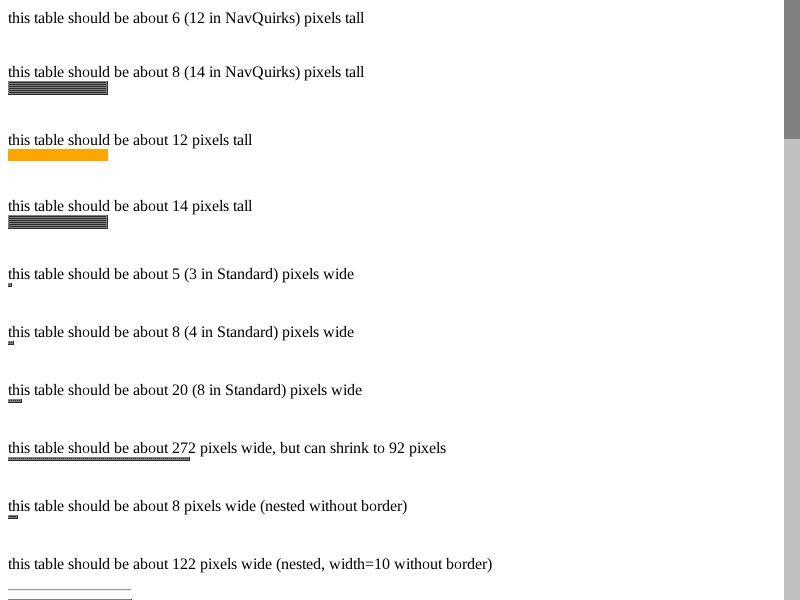 this table should be about 6 (12 in NavQuirks) pixels tall
this table should be about 8 (14 in NavQuirks) pixels tall
this table should be about 12 pixels tall
this table should be about 14 pixels tall
this table should be about 5 (3 in Standard) pixels wide
this table should be about 8 (4 in Standard) pixels wide
this table should be about 20 (8 in Standard) pixels wide
this table should be about 272 pixels wide, but can shrink to 92 pixels
this table should be about 8 pixels wide (nested without border)
this table should be about 122 pixels wide (nested, width=10 without border)